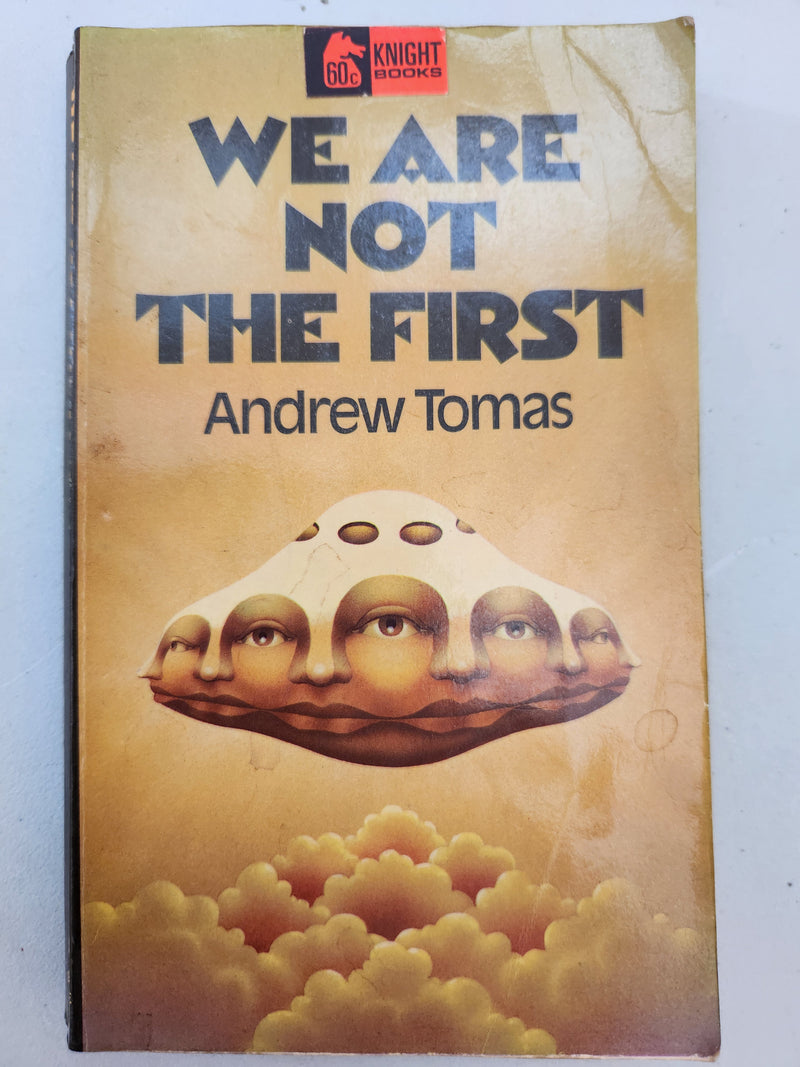 60c
KNIGHT
BOOKS
WE ARE
NOT
THE FIRST
Andrew Tomas